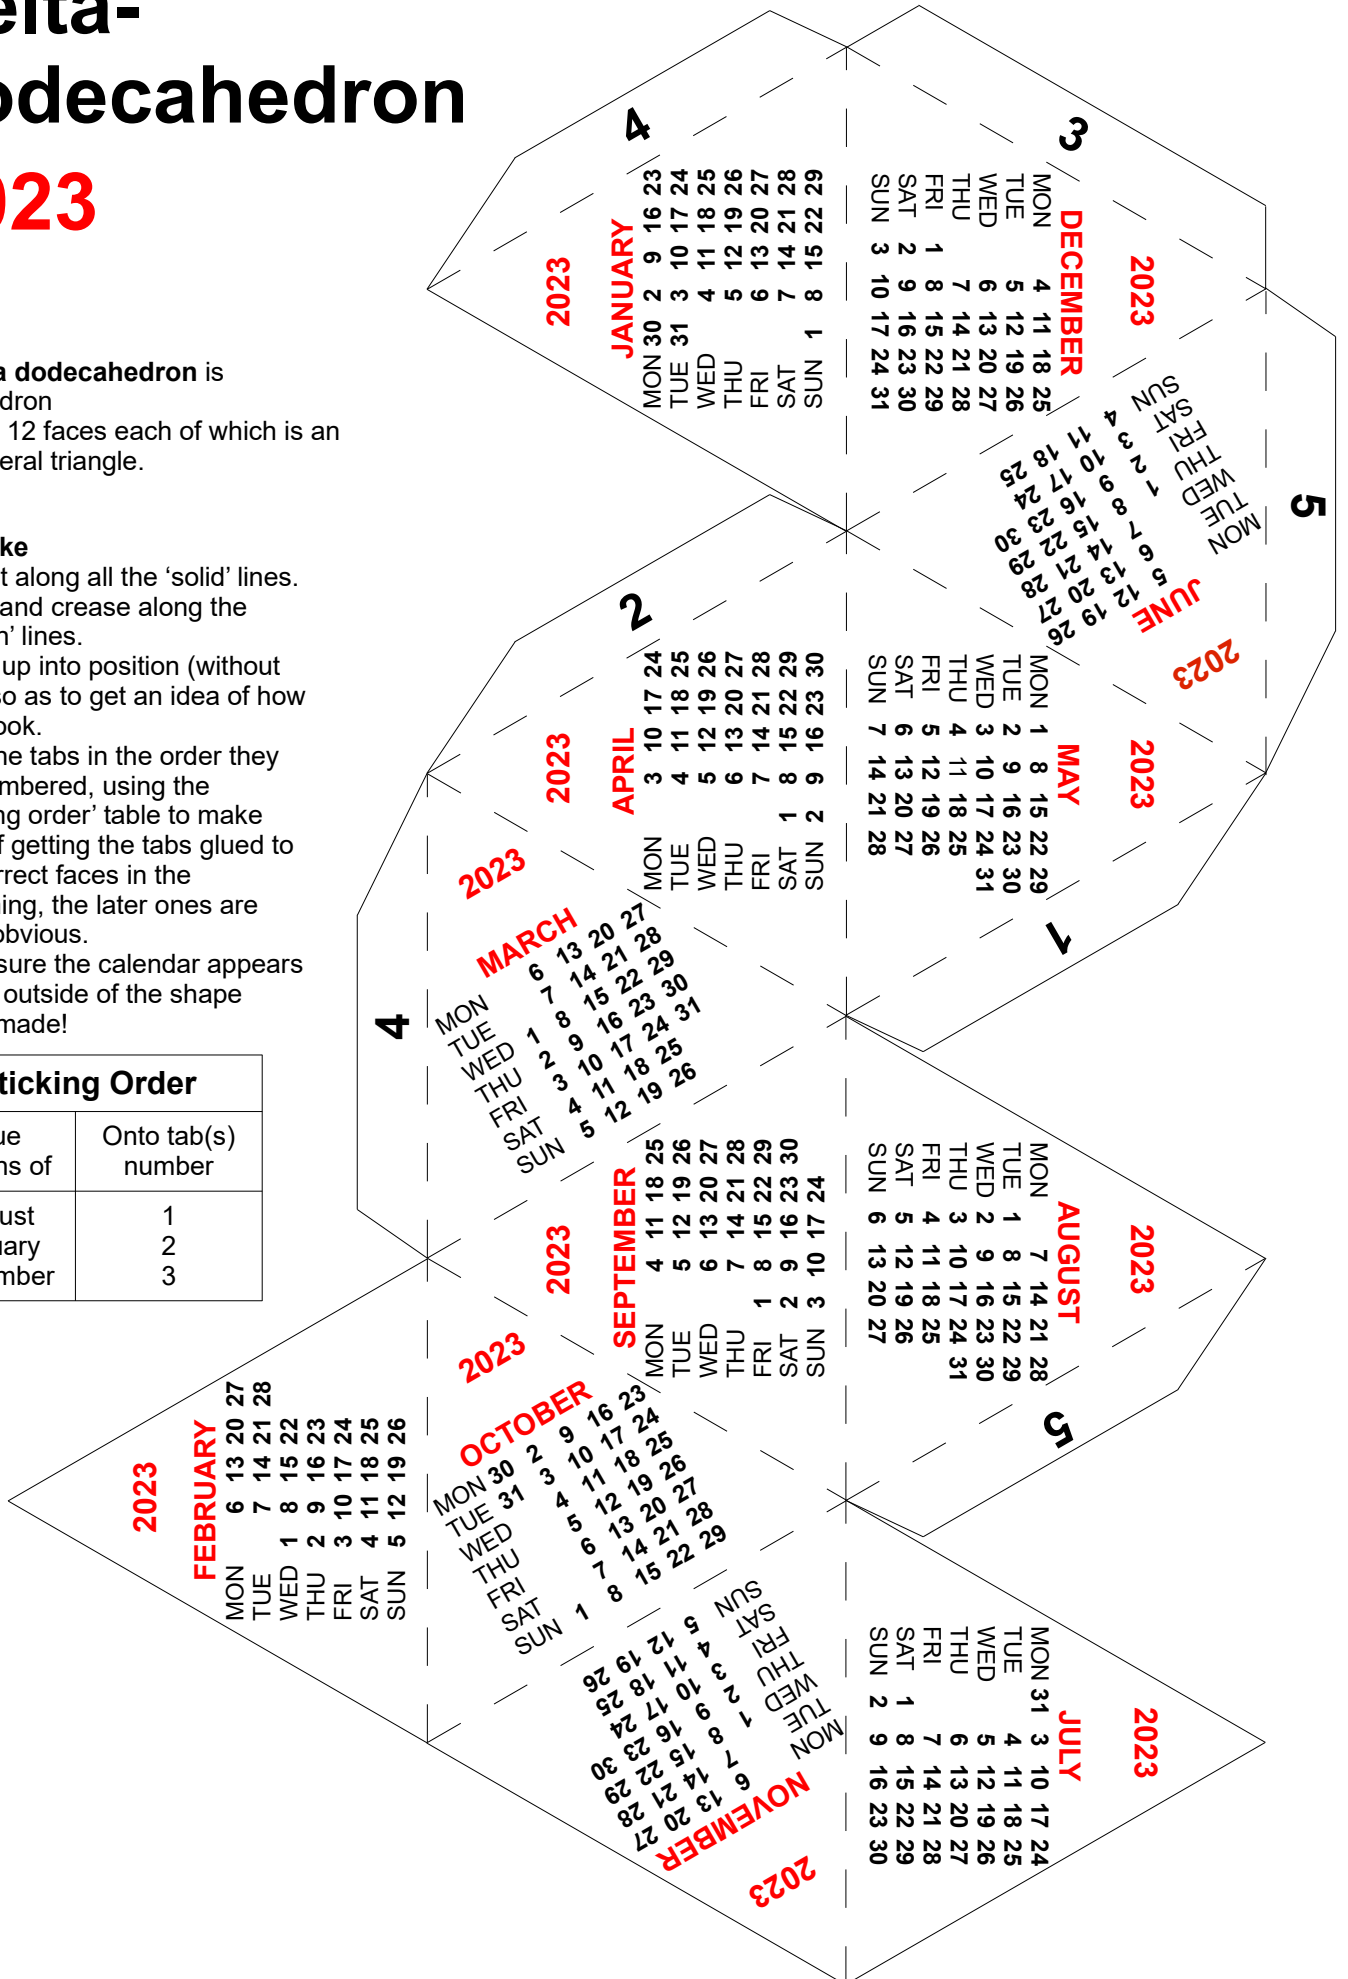 elta-
odecahedron
023
a dodecahedron is
dron
12 faces each of which is an
eral triangle.
ke
t along all the ‘solid’ lines.
and crease along the
n’ lines.
up into position (without
so as to get an idea of how
ook.
he tabs in the order they
mbered, using the
ng order’ table to make
f getting the tabs glued to
rrect faces in the
ning, the later ones are
obvious.
sure the calendar appears
outside of the shape
made!
ticking Order
ue
ns of
Onto tab(s)
number
ust 1
uary 2
mber 3
4
2023
JANUARY
MON 30 2 9 16 23
TUE 31 3 10 17 24
WED 4 11 18 25
THU 5 12 19 26
FRI 6 13 20 27
SAT 7 14 21 28
SUN 1 8 15 22 29
3
2023
DECEMBER
MON 4 11 18 25
TUE 5 12 19 26
WED 6 13 20 27
THU 7 14 21 28
FRI 1 8 15 22 29
SAT 2 9 16 23 30
SUN 3 10 17 24 31
5
2023
JUNE
MON 5 12 19 26
TUE 6 13 20 27
WED 7 14 21 28
THU 1 8 15 22 29
FRI 2 9 16 23 30
SAT 3 10 17 24
SUN 4 11 18 25
2
2023
APRIL
MON 3 10 17 24
TUE 4 11 18 25
WED 5 12 19 26
THU 6 13 20 27
FRI 7 14 21 28
SAT 1 8 15 22 29
SUN 2 9 16 23 30
2023
MAY
MON 1 8 15 22 29
TUE 2 9 16 23 30
WED 3 10 17 24 31
THU 4 11 18 25
FRI 5 12 19 26
SAT 6 13 20 27
SUN 7 14 21 28
1
4
2023
MARCH
MON 6 13 20 27
TUE 7 14 21 28
WED 1 8 15 22 29
THU 2 9 16 23 30
FRI 3 10 17 24 31
SAT 4 11 18 25
SUN 5 12 19 26
2023
SEPTEMBER
MON 4 11 18 25
TUE 5 12 19 26
WED 6 13 20 27
THU 7 14 21 28
FRI 1 8 15 22 29
SAT 2 9 16 23 30
SUN 3 10 17 24
2023
AUGUST
MON 7 14 21 28
TUE 1 8 15 22 29
WED 2 9 16 23 30
THU 3 10 17 24 31
FRI 4 11 18 25
SAT 5 12 19 26
SUN 6 13 20 27
5
2023
FEBRUARY
MON 6 13 20 27
TUE 7 14 21 28
WED 1 8 15 22
THU 2 9 16 23
FRI 3 10 17 24
SAT 4 11 18 25
SUN 5 12 19 26
2023
OCTOBER
MON 30 2 9 16 23
TUE 31 3 10 17 24
WED 4 11 18 25
THU 5 12 19 26
FRI 6 13 20 27
SAT 7 14 21 28
SUN 1 8 15 22 29
2023
NOVEMBER
MON 6 13 20 27
TUE 7 14 21 28
WED 1 8 15 22 29
THU 2 9 16 23 30
FRI 3 10 17 24
SAT 4 11 18 25
SUN 5 12 19 26
2023
JULY
MON 31 3 10 17 24
TUE 4 11 18 25
WED 5 12 19 26
THU 6 13 20 27
FRI 7 14 21 28
SAT 1 8 15 22 29
SUN 2 9 16 23 30